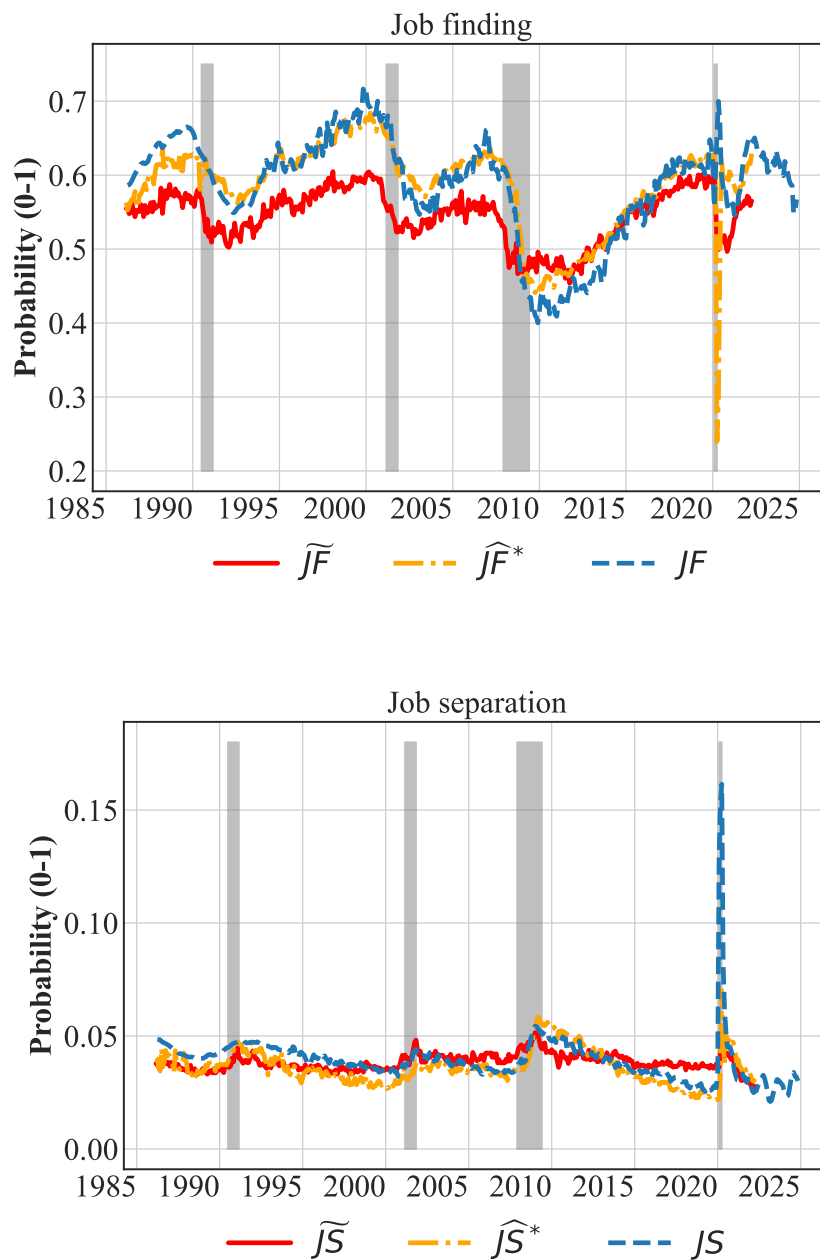 Job finding
Probability (0-1)
0.7
0.6
0.5
0.4
0.3
0.2
1985 1990 1995 2000 2005 2010 2015 2020 2025
J͠F ĴF* JF
Job separation
Probability (0-1)
0.15
0.10
0.05
0.00
1985 1990 1995 2000 2005 2010 2015 2020 2025
J͠S ĴS* JS